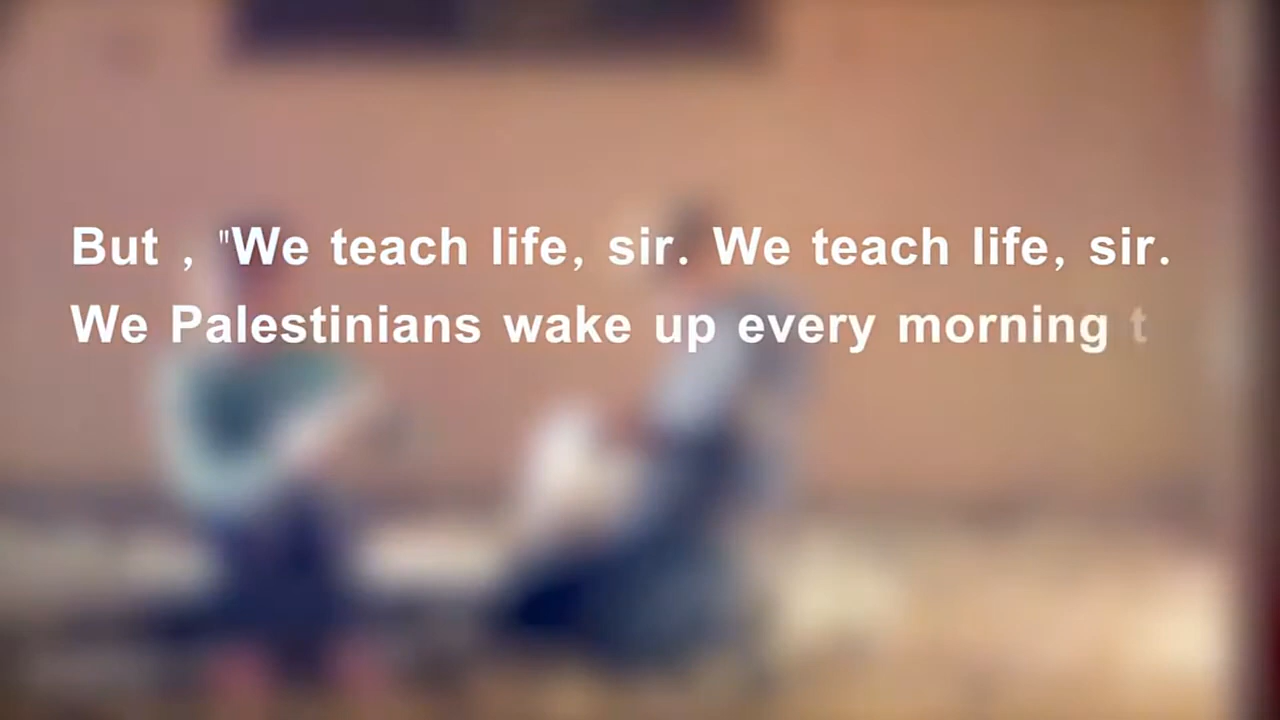 But , "We teach life, sir. We teach life, sir.
We Palestinians wake up every morning t